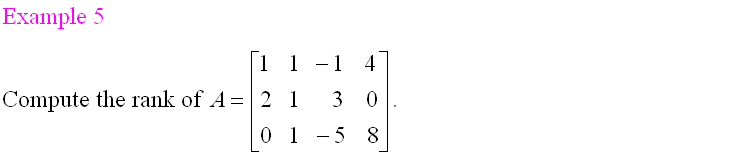 Example 5
1 1 −1 4
Compute the rank of A = 2 1 3 0 .
0 1 −5 8